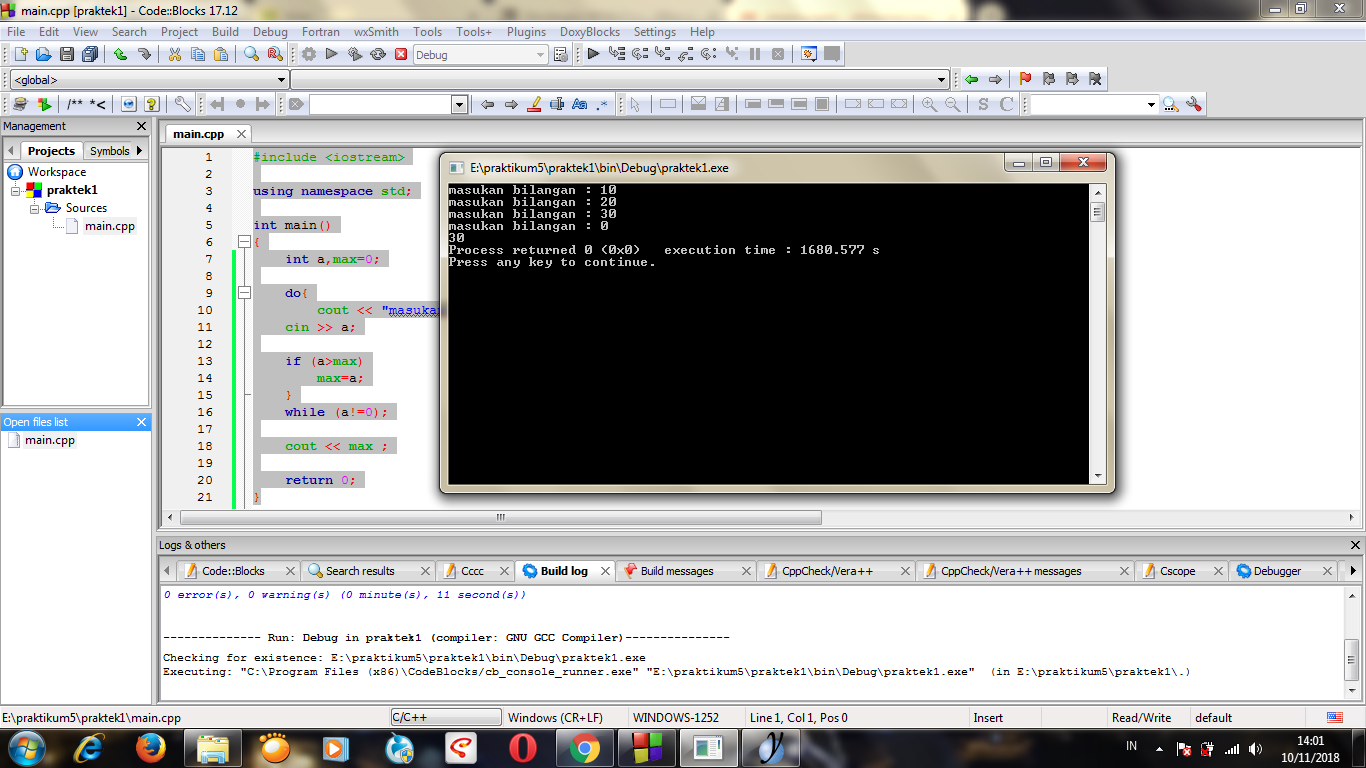 main.cpp [praktek1] - Code::Blocks 17.12
File Edit View Search Project Build Debug Fortran wxSmith Tools Tools+ Plugins DoxyBlocks Settings Help
Debug
<global>
/** *<
S C
Management
Projects Symbols
Workspace
praktek1
Sources
main.cpp
Open files list
main.cpp
main.cpp
1 #include <iostream>
2
3 using namespace std;
4
5 int main()
6 {
7 int a,max=0;
8
9 do{
10 cout << "masukan
11 cin >> a;
12
13 if (a>max)
14 max=a;
15 }
16 while (a!=0);
17
18 cout << max ;
19
20 return 0;
21 }
E:\praktikum5\praktek1\bin\Debug\praktek1.exe
masukan bilangan : 10
masukan bilangan : 20
masukan bilangan : 30
masukan bilangan : 0
30
Process returned 0 (0x0) execution time : 1680.577 s
Press any key to continue.
Logs & others
Code::Blocks Search results Cccc Build log Build messages CppCheck/Vera++ CppCheck/Vera++ messages Cscope Debugger
0 error(s), 0 warning(s) (0 minute(s), 11 second(s))
-------------- Run: Debug in praktek1 (compiler: GNU GCC Compiler)---------------
Checking for existence: E:\praktikum5\praktek1\bin\Debug\praktek1.exe
Executing: "C:\Program Files (x86)\CodeBlocks/cb_console_runner.exe" "E:\praktikum5\praktek1\bin\Debug\praktek1.exe" (in E:\praktikum5\praktek1\.)
E:\praktikum5\praktek1\main.cpp C/C++ Windows (CR+LF) WINDOWS-1252 Line 1, Col 1, Pos 0 Insert Read/Write default
IN 14:01
10/11/2018